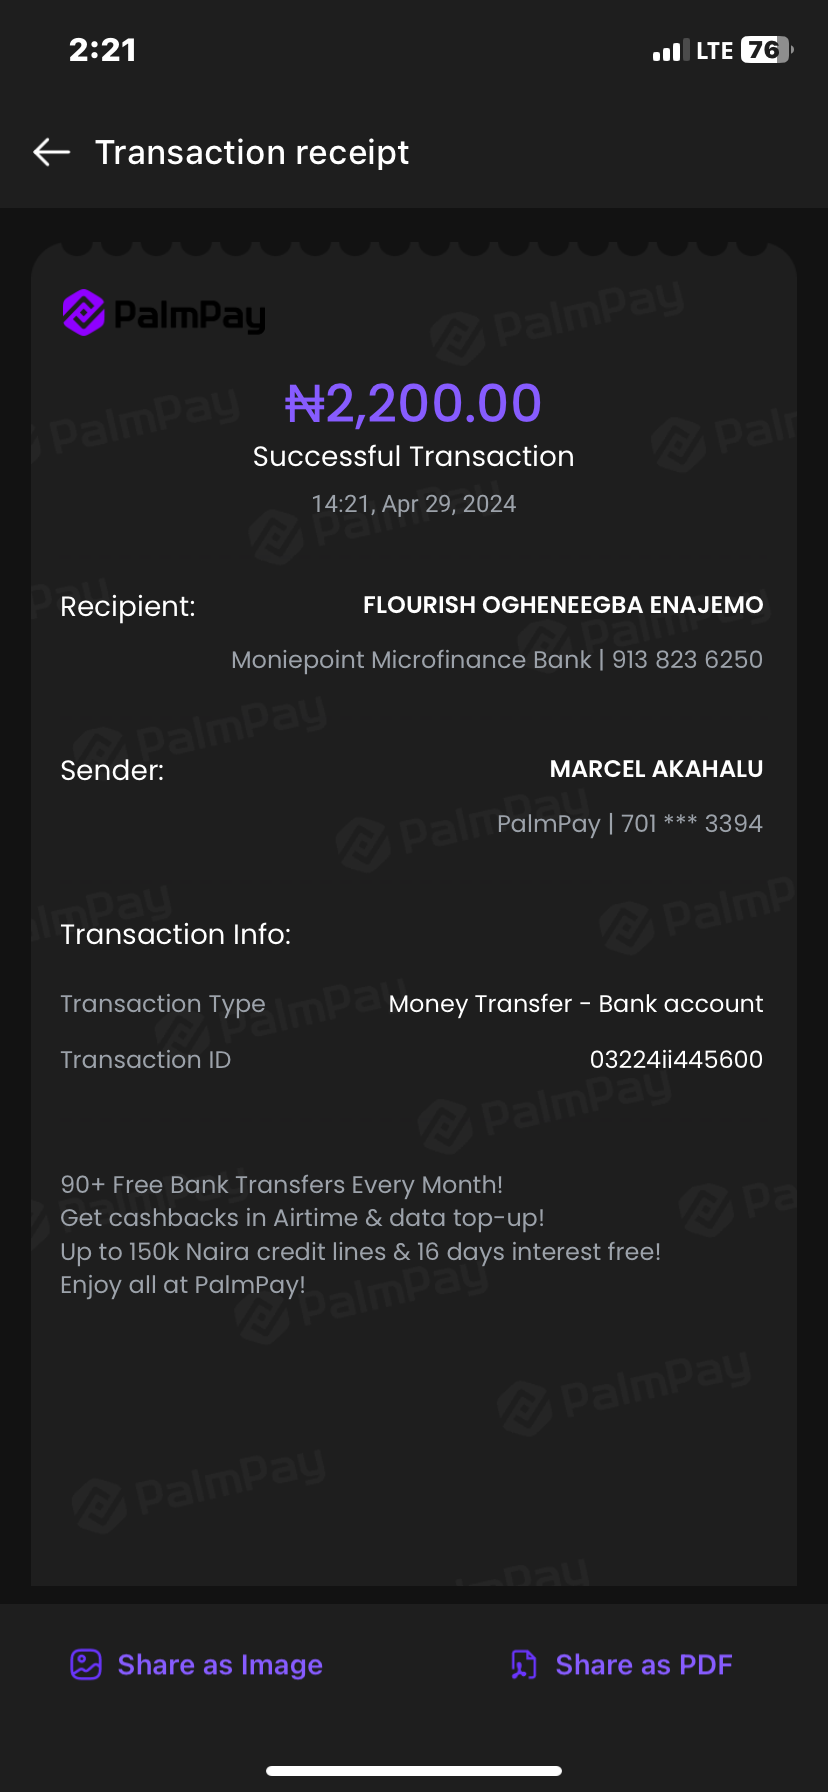 2:21
LTE 76
Transaction receipt
PalmPay
₦2,200.00
Successful Transaction
14:21, Apr 29, 2024
Recipient: FLOURISH OGHENEEGBA ENAJEMO
Moniepoint Microfinance Bank | 913 823 6250
Sender: MARCEL AKAHALU
PalmPay | 701 *** 3394
Transaction Info:
Transaction Type Money Transfer - Bank account
Transaction ID 03224ii445600
90+ Free Bank Transfers Every Month!
Get cashbacks in Airtime & data top-up!
Up to 150k Naira credit lines & 16 days interest free!
Enjoy all at PalmPay!
Share as Image Share as PDF